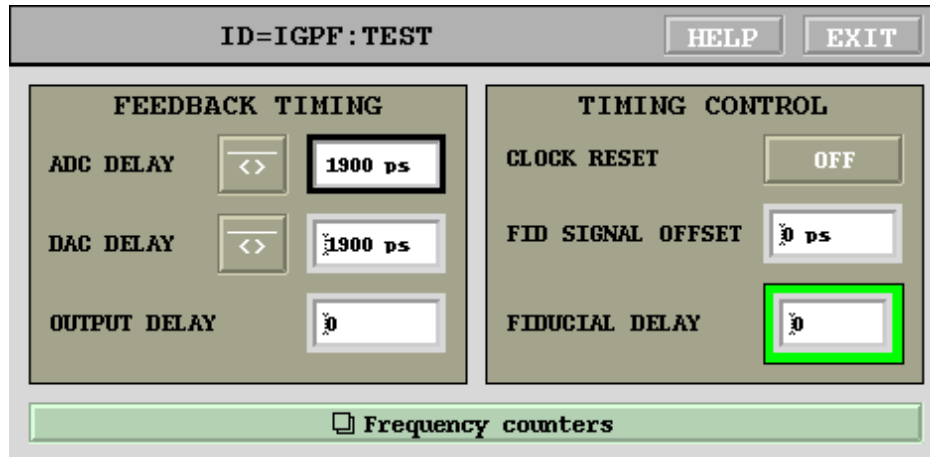 ID=IGPF:TEST HELP EXIT
FEEDBACK TIMING
ADC DELAY <> 1900 ps
DAC DELAY <> 1900 ps
OUTPUT DELAY 0
TIMING CONTROL
CLOCK RESET OFF
FID SIGNAL OFFSET 0 ps
FIDUCIAL DELAY 0
Frequency counters